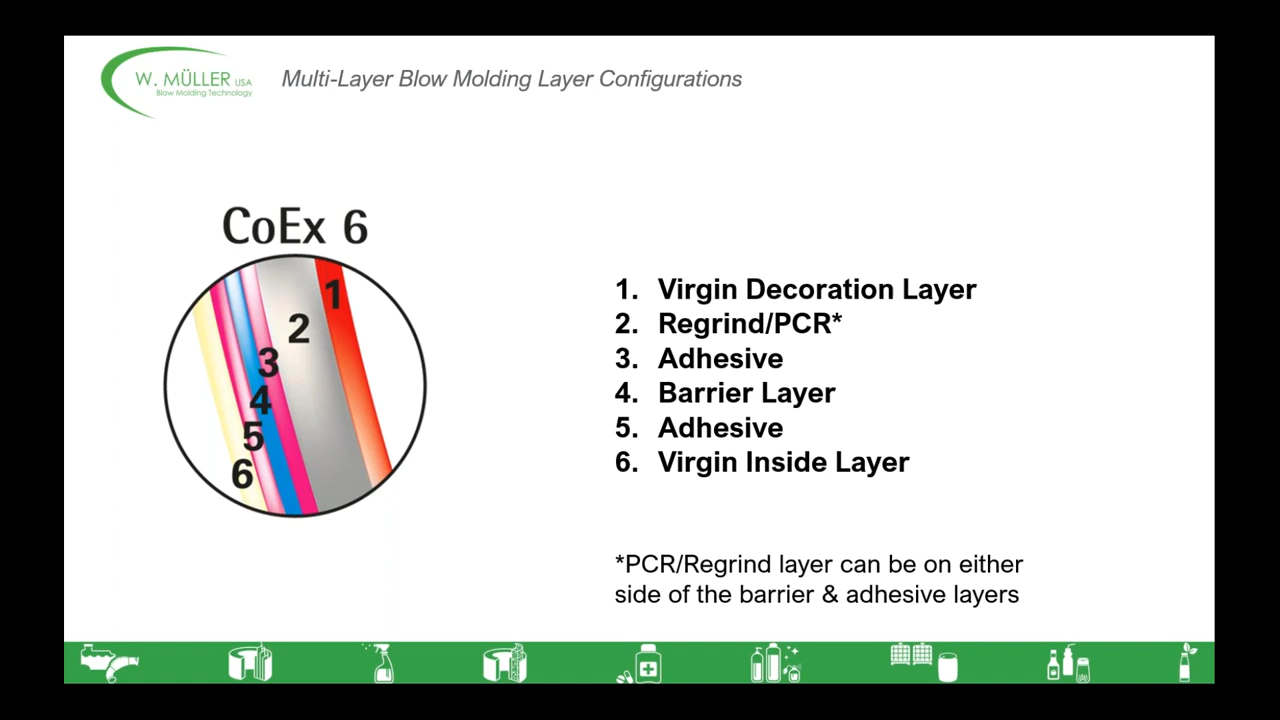 W. MÜLLER USA
Blow Molding Technology
Multi-Layer Blow Molding Layer Configurations
CoEx 6
1
2
3
4
5
6
1. Virgin Decoration Layer
2. Regrind/PCR*
3. Adhesive
4. Barrier Layer
5. Adhesive
6. Virgin Inside Layer
*PCR/Regrind layer can be on either
side of the barrier & adhesive layers